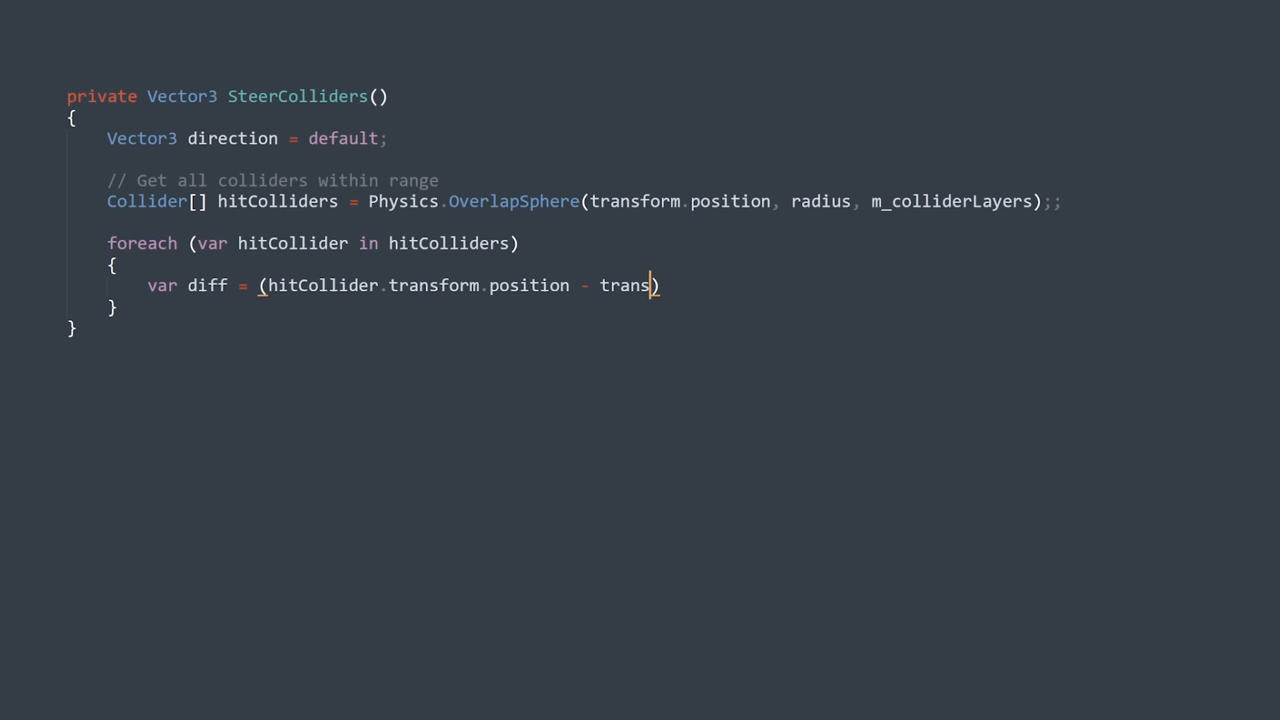 private Vector3 SteerColliders()
{
    Vector3 direction = default;
    // Get all colliders within range
    Collider[] hitColliders = Physics.OverlapSphere(transform.position, radius, m_colliderLayers);;
    foreach (var hitCollider in hitColliders)
    {
        var diff = (hitCollider.transform.position - trans)
    }
}